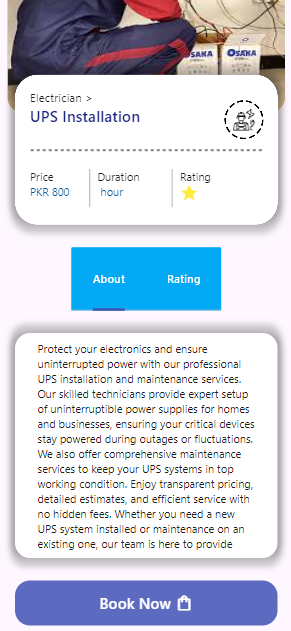 OSAKA
OSAKA
Electrician >
UPS Installation
Price
Duration
Rating
PKR 800
hour
About
Rating
Protect your electronics and ensure
uninterrupted power with our professional
UPS installation and maintenance services.
Our skilled technicians provide expert setup
of uninterruptible power supplies for homes
and businesses, ensuring your critical devices
stay powered during outages or fluctuations.
We also offer comprehensive maintenance
services to keep your UPS systems in top
working condition. Enjoy transparent pricing,
detailed estimates, and efficient service with
no hidden fees. Whether you need a new
UPS system installed or maintenance on an
existing one, our team is here to provide
Book Now